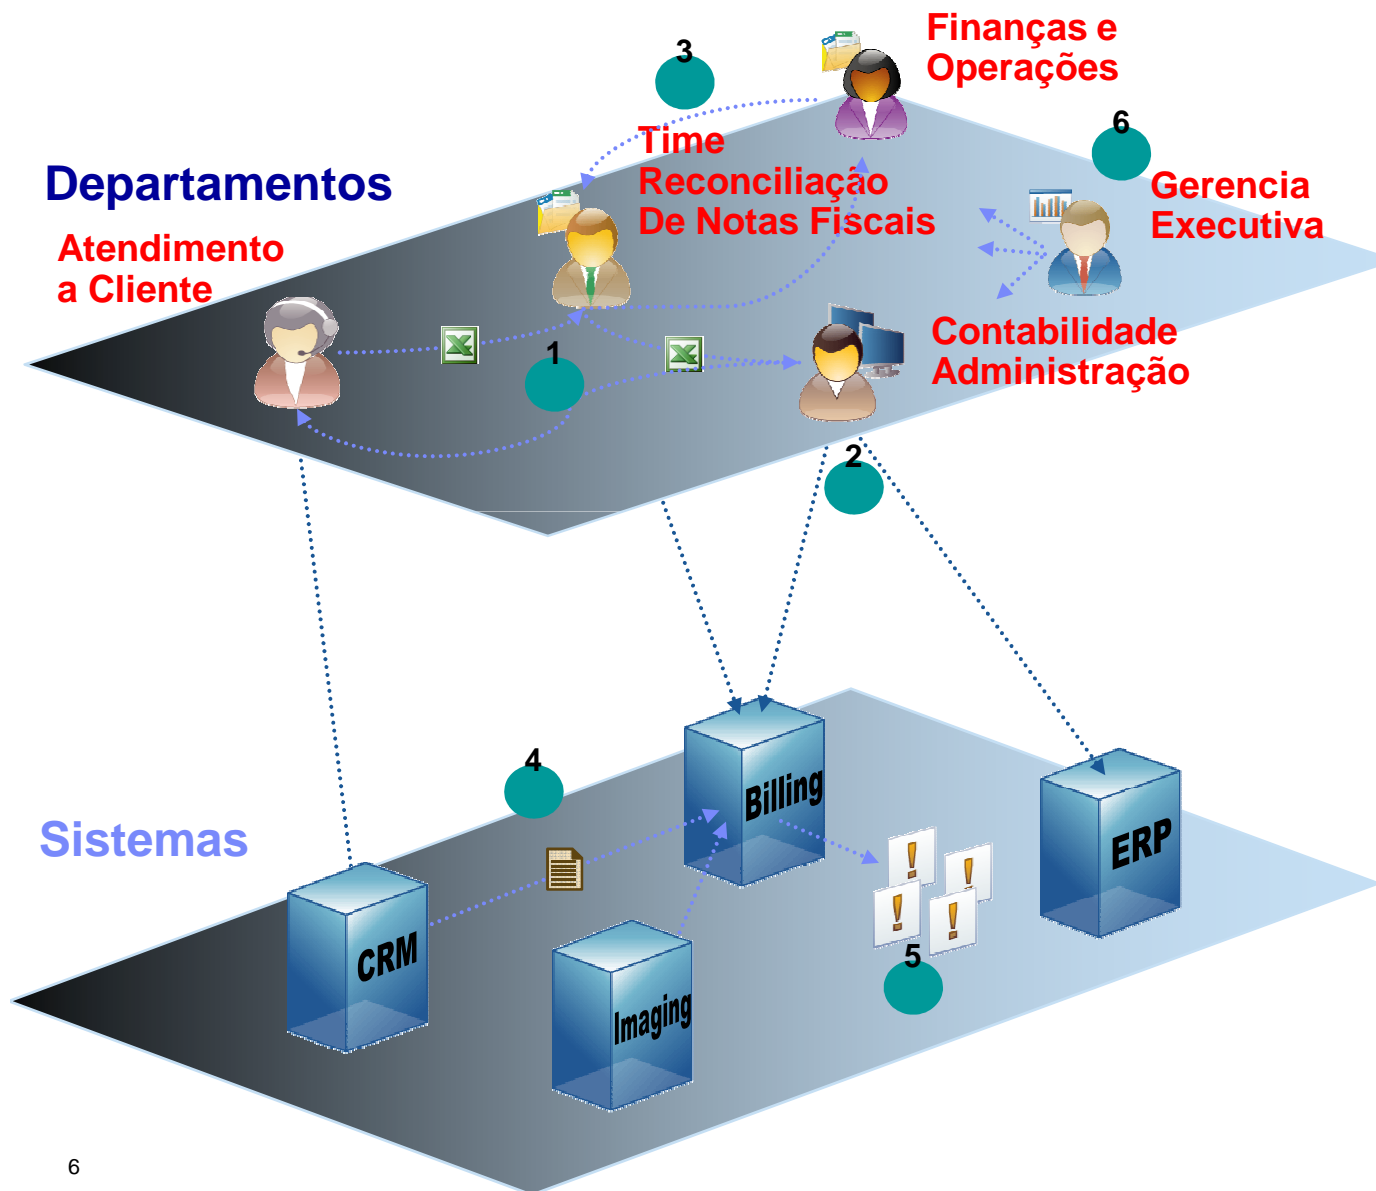 3
Finanças e
Operações
6
Time
Reconciliação
De Notas Fiscais
Departamentos
Gerencia
Executiva
Atendimento
a Cliente
1
Contabilidade
Administração
2
4
Billing
Sistemas
ERP
CRM
5
Imaging
6